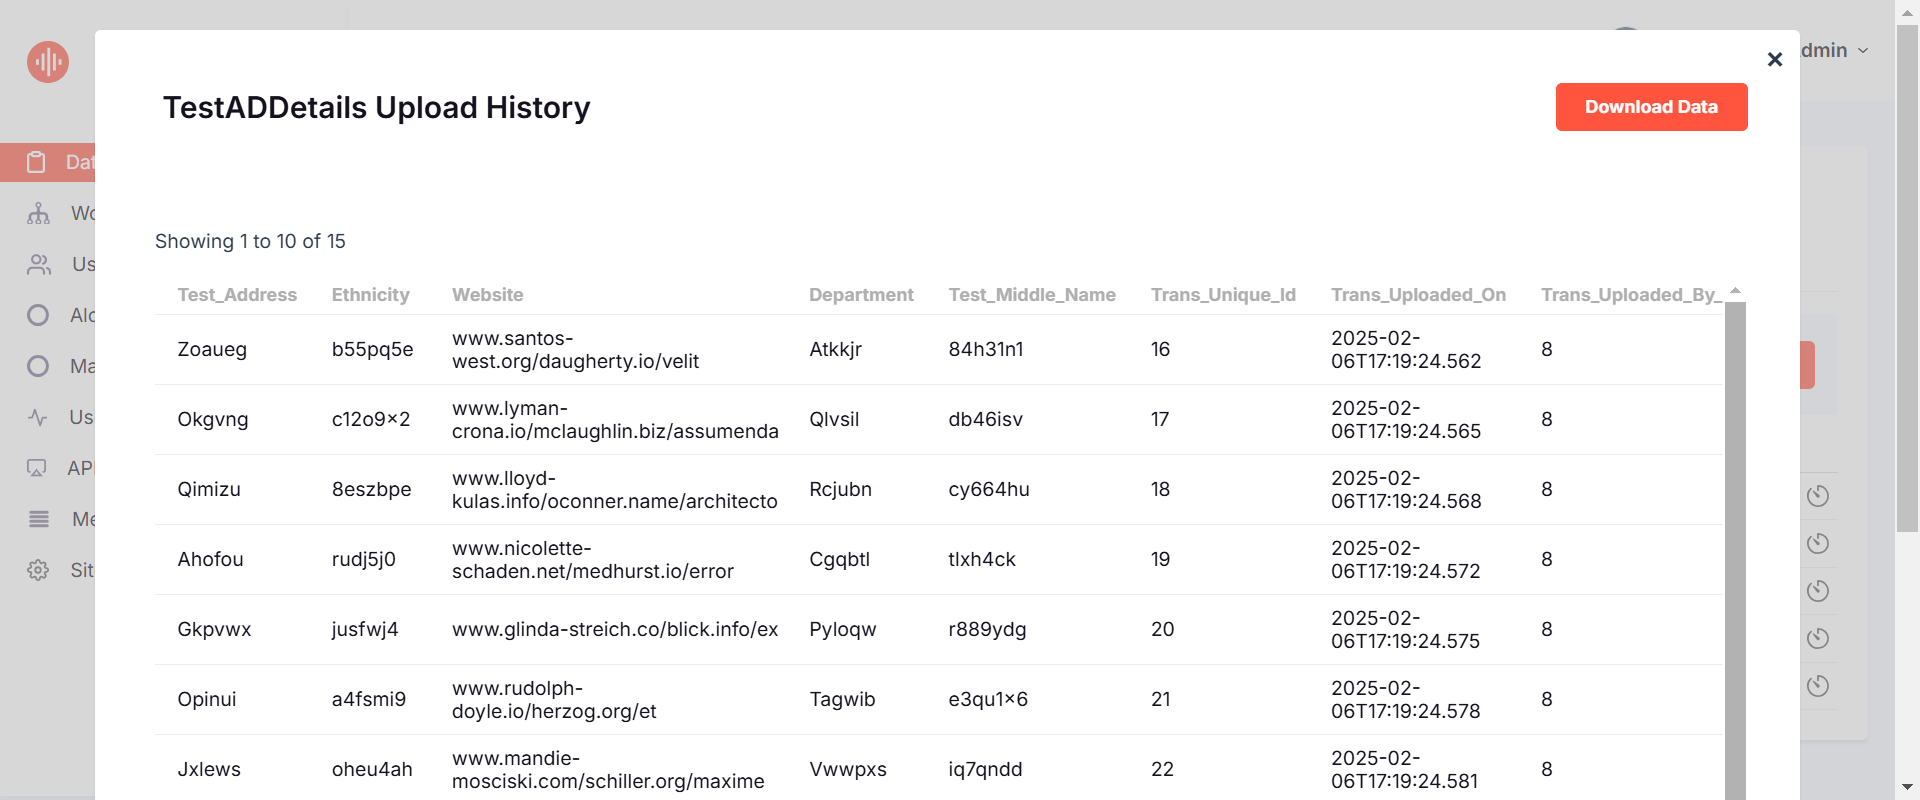 dmin
TestADDetails Upload History
Download Data
Dat
Wo
Us
Alc
Ma
Us
API
Me
Sit
Showing 1 to 10 of 15
Test_Address Ethnicity Website Department Test_Middle_Name Trans_Unique_Id Trans_Uploaded_On Trans_Uploaded_By_
Zoaueg b55pq5e www.santos-
west.org/daugherty.io/velit Atkkjr 84h31n1 16 2025-02-
06T17:19:24.562 8
Okgvng c12o9x2 www.lyman-
crona.io/mclaughlin.biz/assumenda Qlvsil db46isv 17 2025-02-
06T17:19:24.565 8
Qimizu 8eszbpe www.lloyd-
kulas.info/oconner.name/architecto Rcjubn cy664hu 18 2025-02-
06T17:19:24.568 8
Ahofou rudj5j0 www.nicolette-
schaden.net/medhurst.io/error Cgqbtl tlxh4ck 19 2025-02-
06T17:19:24.572 8
Gkpvwx jusfwj4 www.glinda-streich.co/blick.info/ex Pyloqw r889ydg 20 2025-02-
06T17:19:24.575 8
Opinui a4fsmi9 www.rudolph-
doyle.io/herzog.org/et Tagwib e3qu1x6 21 2025-02-
06T17:19:24.578 8
Jxlews oheu4ah www.mandie-
mosciski.com/schiller.org/maxime Vwwpxs iq7qndd 22 2025-02-
06T17:19:24.581 8